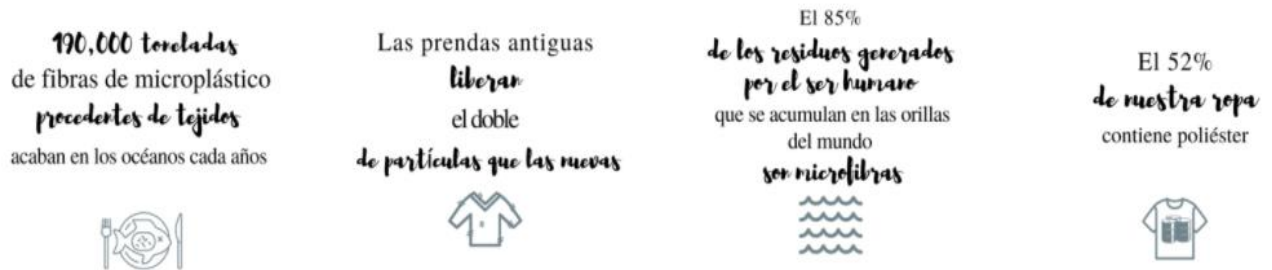 190,000 toneladas
de fibras de microplástico
procedentes de tejidos
acaban en los océanos cada años
Las prendas antiguas
liberan
el doble
de partículas que las nuevas
El 85%
de los residuos generados
por el ser humano
que se acumulan en las orillas
del mundo
son microfibras
El 52%
de nuestra ropa
contiene poliéster